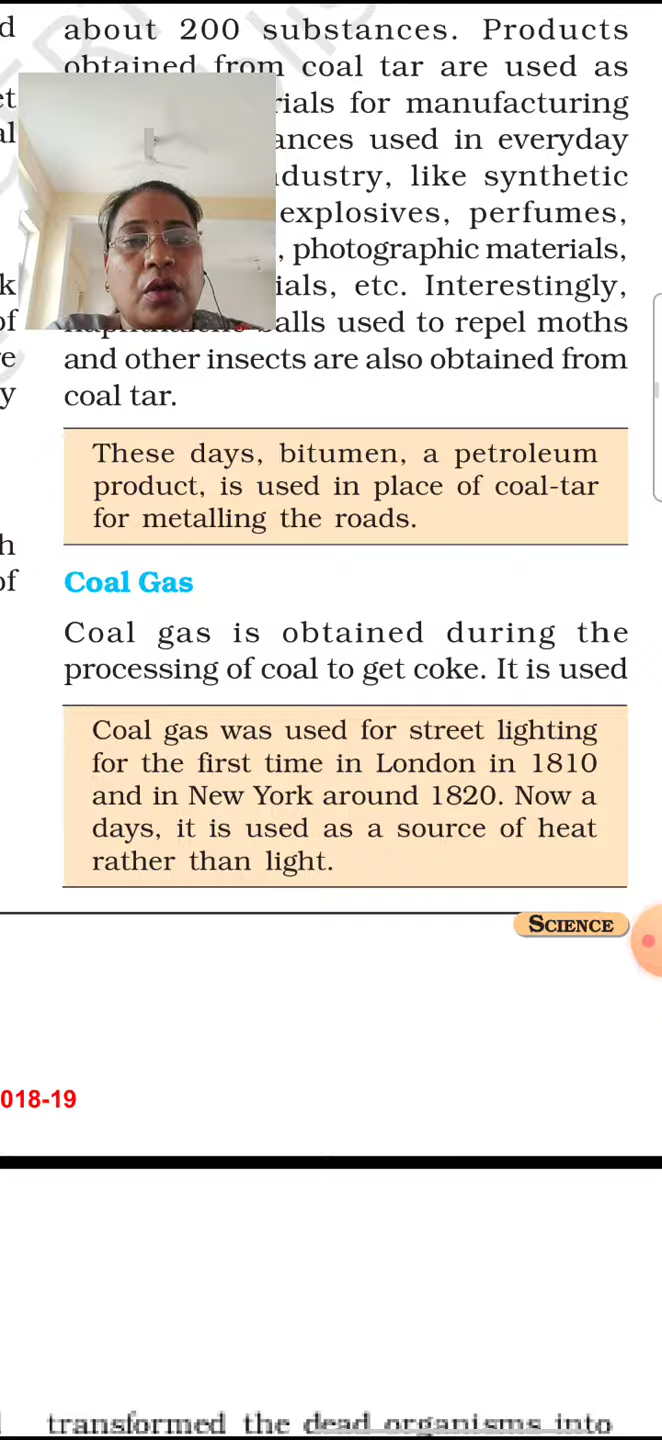 d
about 200 substances. Products
obtained from coal tar are used as
et
rials for manufacturing
al
ances used in everyday
dustry, like synthetic
explosives, perfumes,
, photographic materials,
k
ials, etc. Interestingly,
of
alls used to repel moths
e
and other insects are also obtained from
y
coal tar.
These days, bitumen, a petroleum
product, is used in place of coal-tar
for metalling the roads.
h
of
Coal Gas
Coal gas is obtained during the
processing of coal to get coke. It is used
Coal gas was used for street lighting
for the first time in London in 1810
and in New York around 1820. Now a
days, it is used as a source of heat
rather than light.
SCIENCE
018-19
transformed the dead organisms into